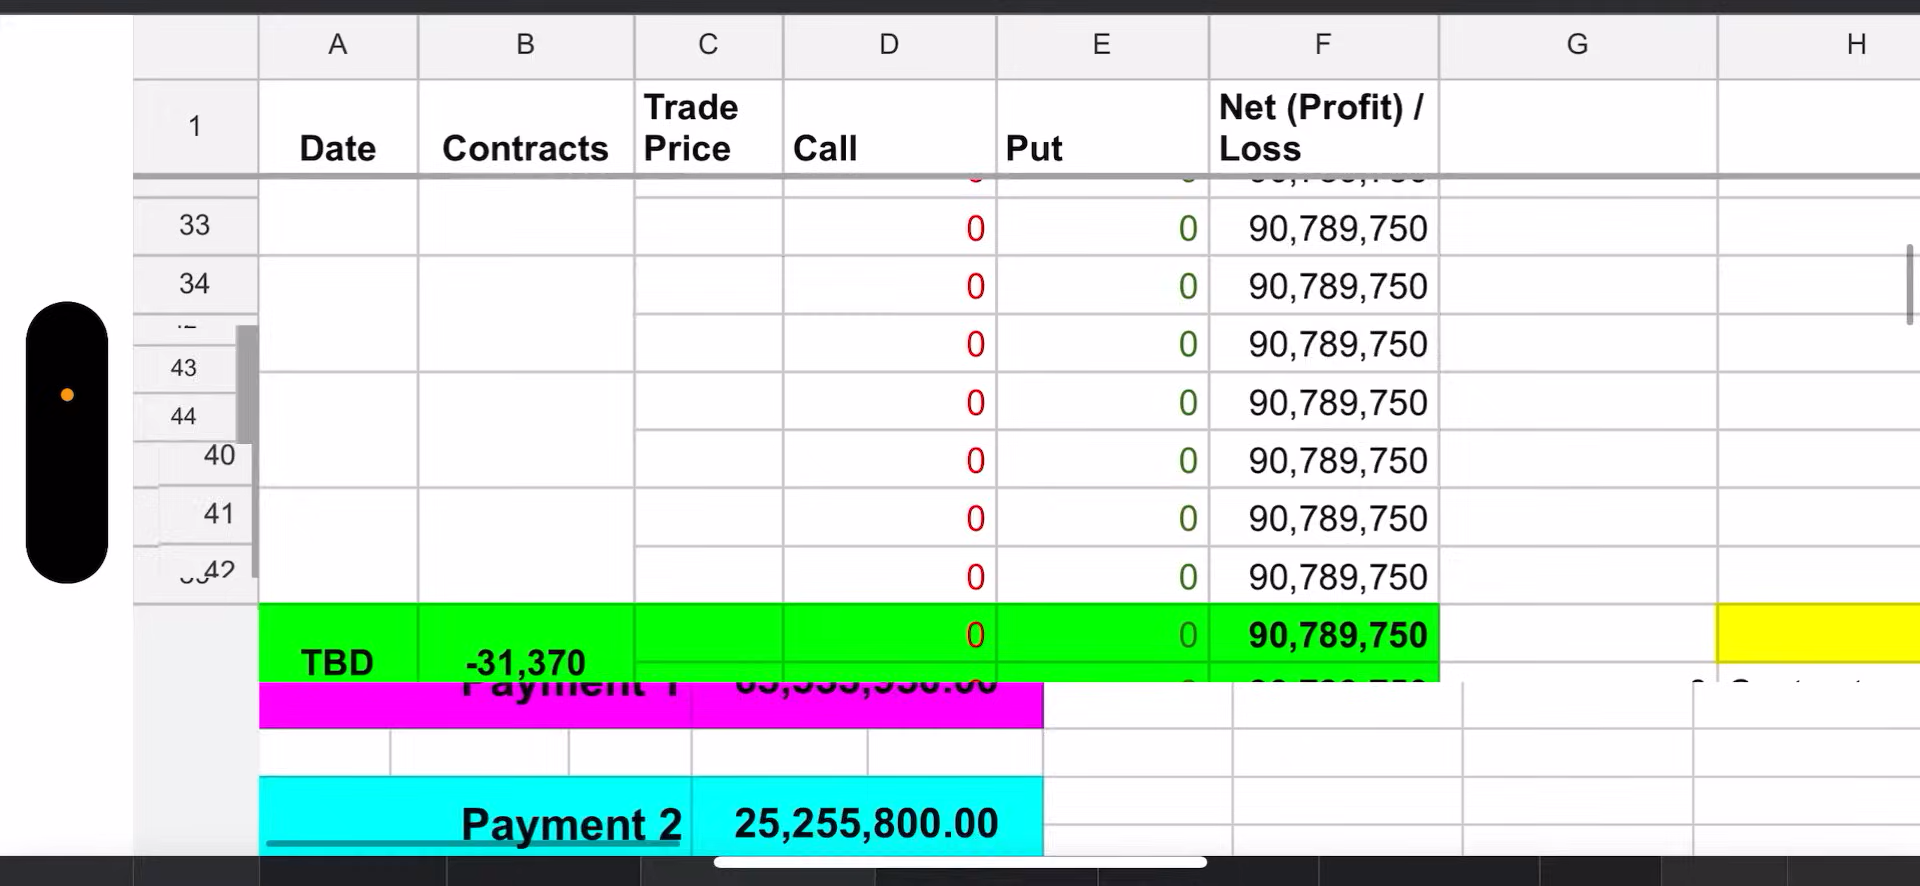 A B C D E F G H
1 Date Contracts Trade Price Call Put Net (Profit) / Loss
33 0 0 90,789,750
34 0 0 90,789,750
43 0 0 90,789,750
44 0 0 90,789,750
40 0 0 90,789,750
41 0 0 90,789,750
42 0 0 90,789,750
TBD -31,370 0 0 90,789,750
Payment 1
Payment 2 25,255,800.00